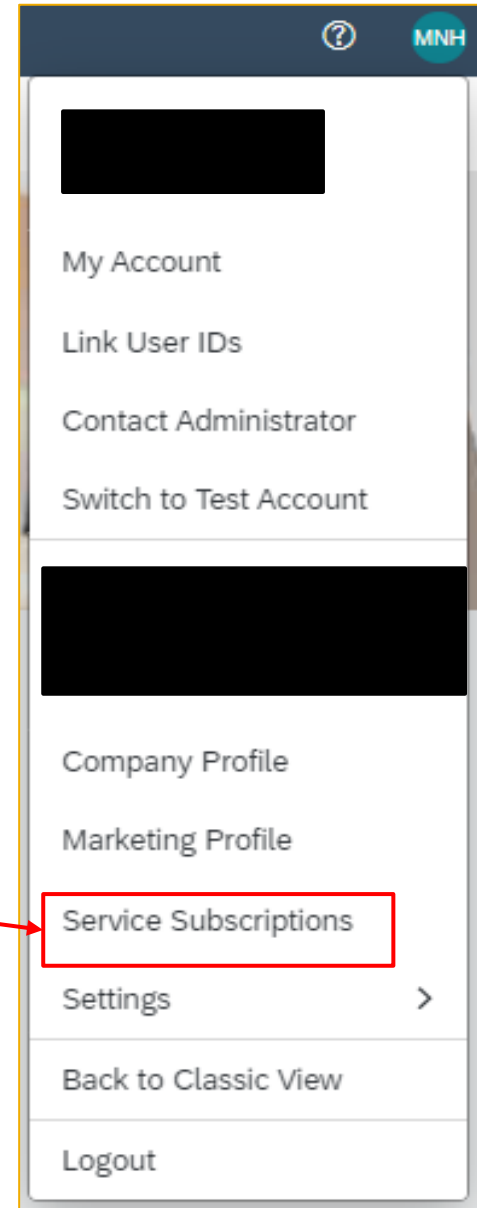 MNH
My Account
Link User IDs
Contact Administrator
Switch to Test Account
Company Profile
Marketing Profile
Service Subscriptions
Settings
Back to Classic View
Logout